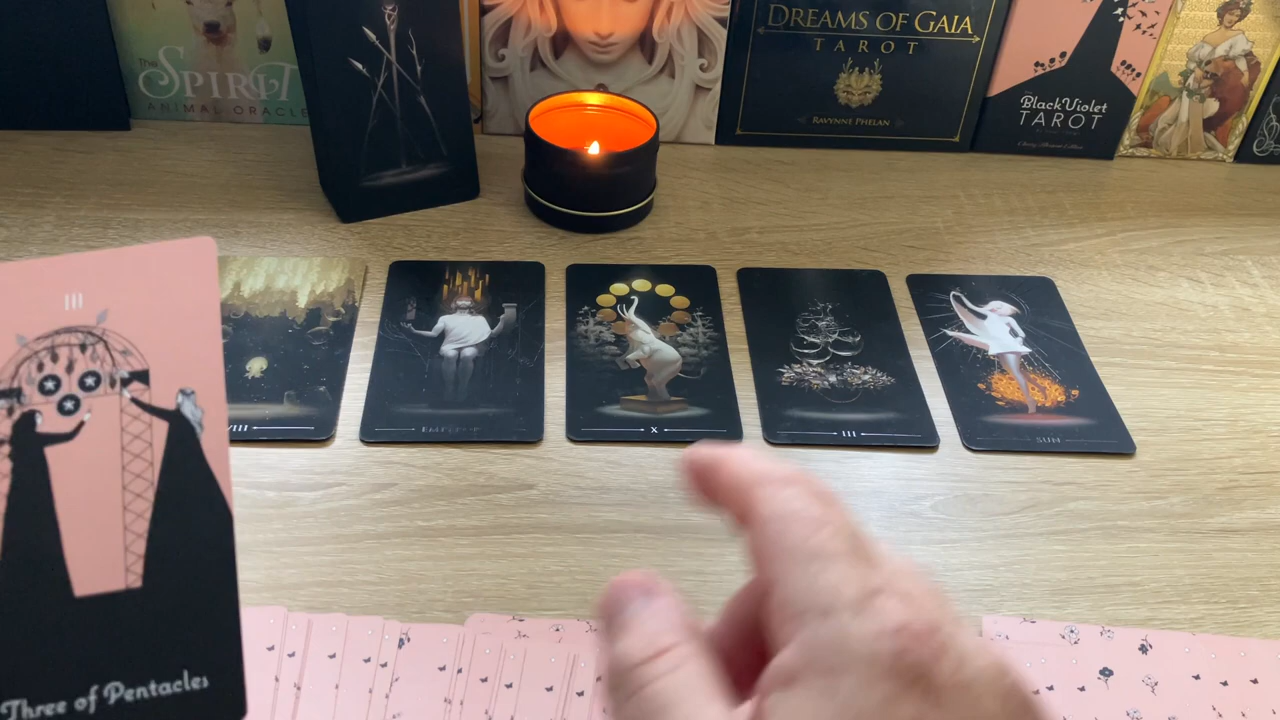 The
SPIRIT
ANIMAL ORACLE
DREAMS OF GAIA
TAROT
RAVYNNE PHELAN
BlackViolet
TAROT
III
VIII
EMPEROR
X
III
SUN
Three of Pentacles